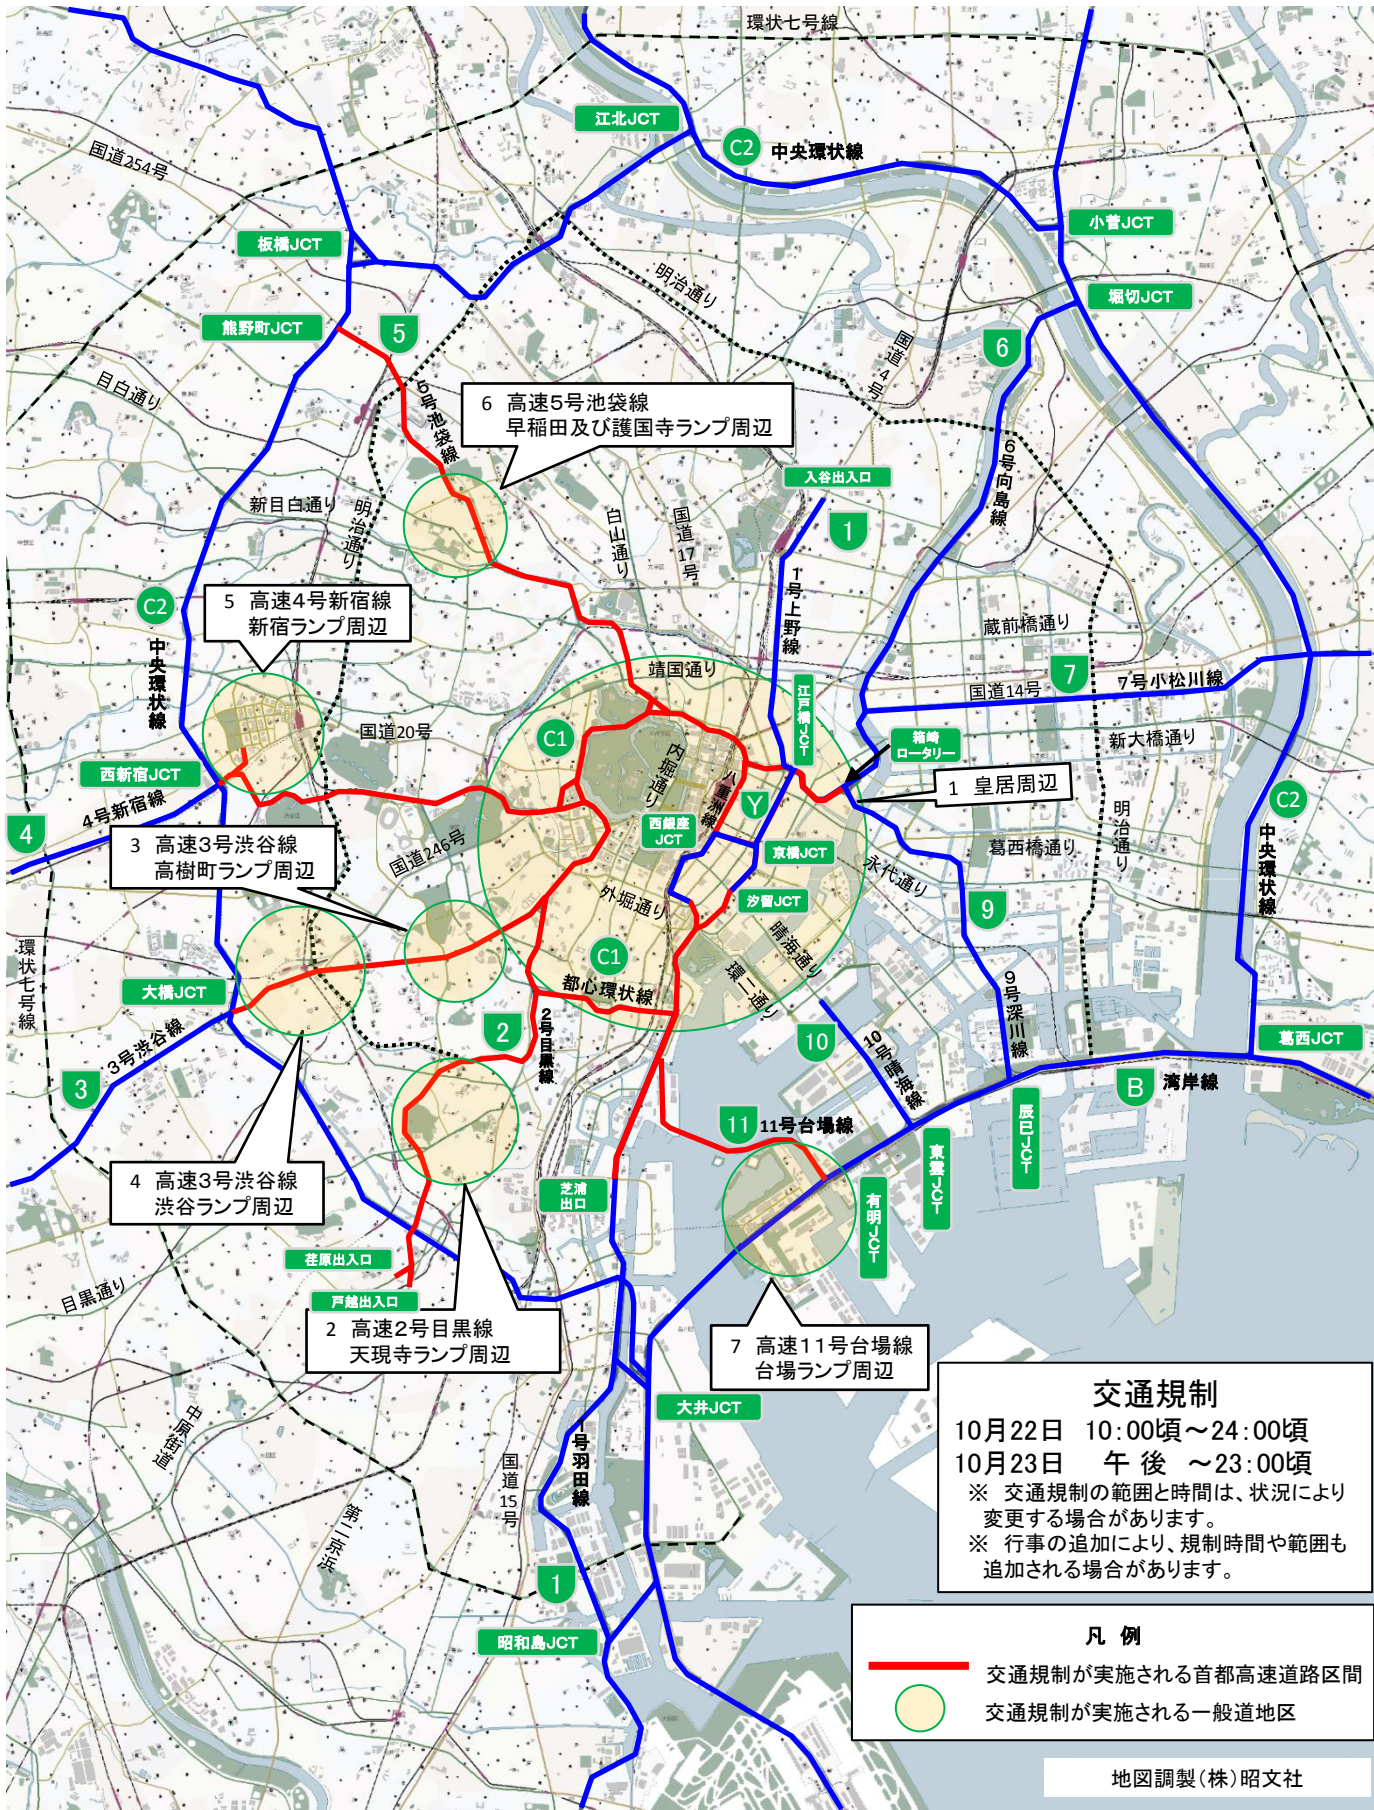 環状七号線
江北JCT
C2
中央環状線
国道254号
小菅JCT
板橋JCT
明治通り
堀切JCT
熊野町JCT
5
国道4号
6
目白通り
5号池袋線
6 高速5号池袋線
早稲田及び護国寺ランプ周辺
6号向島線
入谷出入口
新目白通り
明治通り
白山通り
国道17号
1
1号上野線
C2
中央環状線
5 高速4号新宿線
新宿ランプ周辺
蔵前橋通り
靖国通り
7
7号小松川線
国道14号
江戸橋JCT
国道20号
C1
内堀通り
箱崎
ロータリー
新大橋通り
西新宿JCT
八重洲線
1 皇居周辺
4号新宿線
4
Y
西銀座
JCT
京橋JCT
C2
中央環状線
明治通り
葛西橋通り
3 高速3号渋谷線
高樹町ランプ周辺
国道246号
永代通り
外堀通り
汐留JCT
9
環状七号線
晴海通り
C1
環二通り
大橋JCT
都心環状線
9号深川線
2
2号目黒線
10
10号晴海線
3号渋谷線
3
葛西JCT
B
湾岸線
11
11号台場線
辰巳JCT
東雲JCT
4 高速3号渋谷線
渋谷ランプ周辺
芝浦
出口
有明JCT
荏原出入口
目黒通り
戸越出入口
2 高速2号目黒線
天現寺ランプ周辺
7 高速11号台場線
台場ランプ周辺
大井JCT
中原街道
1号羽田線
国道15号
第二京浜
1
昭和島JCT
交通規制
10月22日 10:00頃～24:00頃
10月23日 午 後 ～23:00頃
※ 交通規制の範囲と時間は、状況により
変更する場合があります。
※ 行事の追加により、規制時間や範囲も
追加される場合があります。
凡 例
交通規制が実施される首都高速道路区間
交通規制が実施される一般道地区
地図調製(株)昭文社